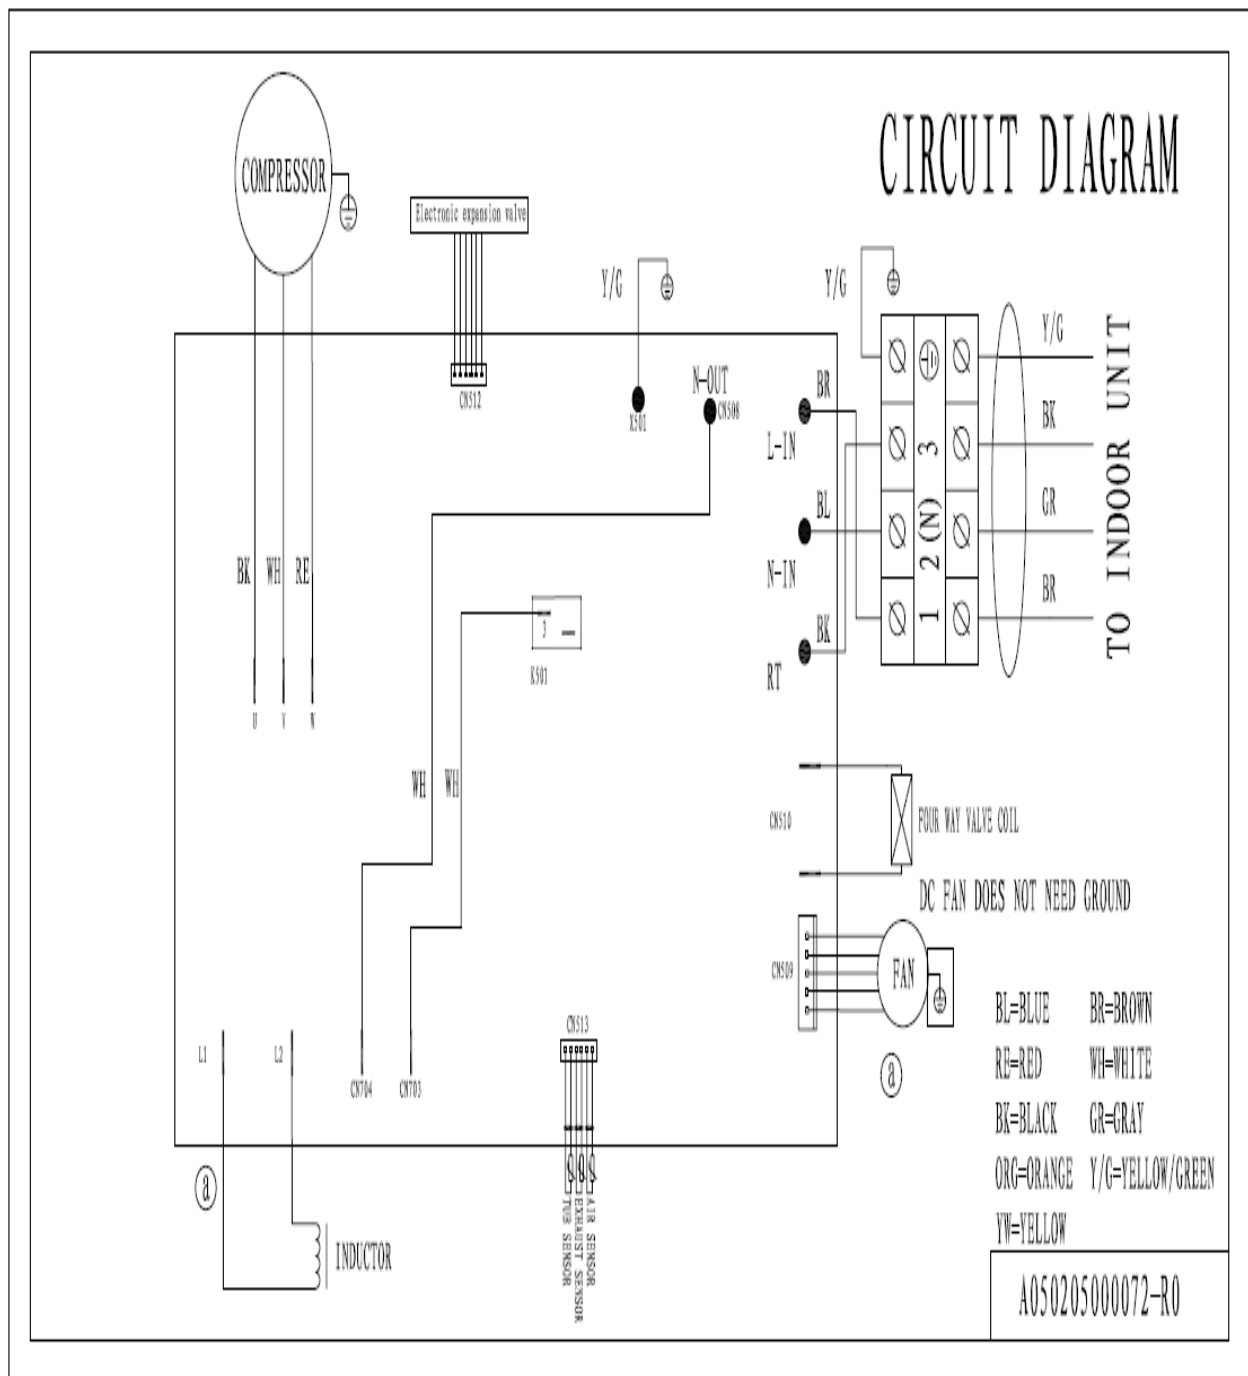 CIRCUIT DIAGRAM
COMPRESSOR
Electronic expansion valve
Y/G
Y/G
Y/G
TO INDOOR UNIT
CN512
X501
N-OUT
CN508
BR
L-IN
3
BK
BL
N-IN
2(N)
GR
BK
RT
1
BR
BK
WH
RE
U
V
W
3
K501
WH
WH
CN510
FOUR WAY VALVE COIL
DC FAN DOES NOT NEED GROUND
CN509
FAN
a
L1
L2
CN704
CN703
CN513
BL=BLUE BR=BROWN
RE=RED WH=WHITE
BK=BLACK GR=GRAY
ORG=ORANGE Y/G=YELLOW/GREEN
YW=YELLOW
a
INDUCTOR
TUB SENSOR
EXHAUST SENSOR
AIR SENSOR
A050205000072-R0